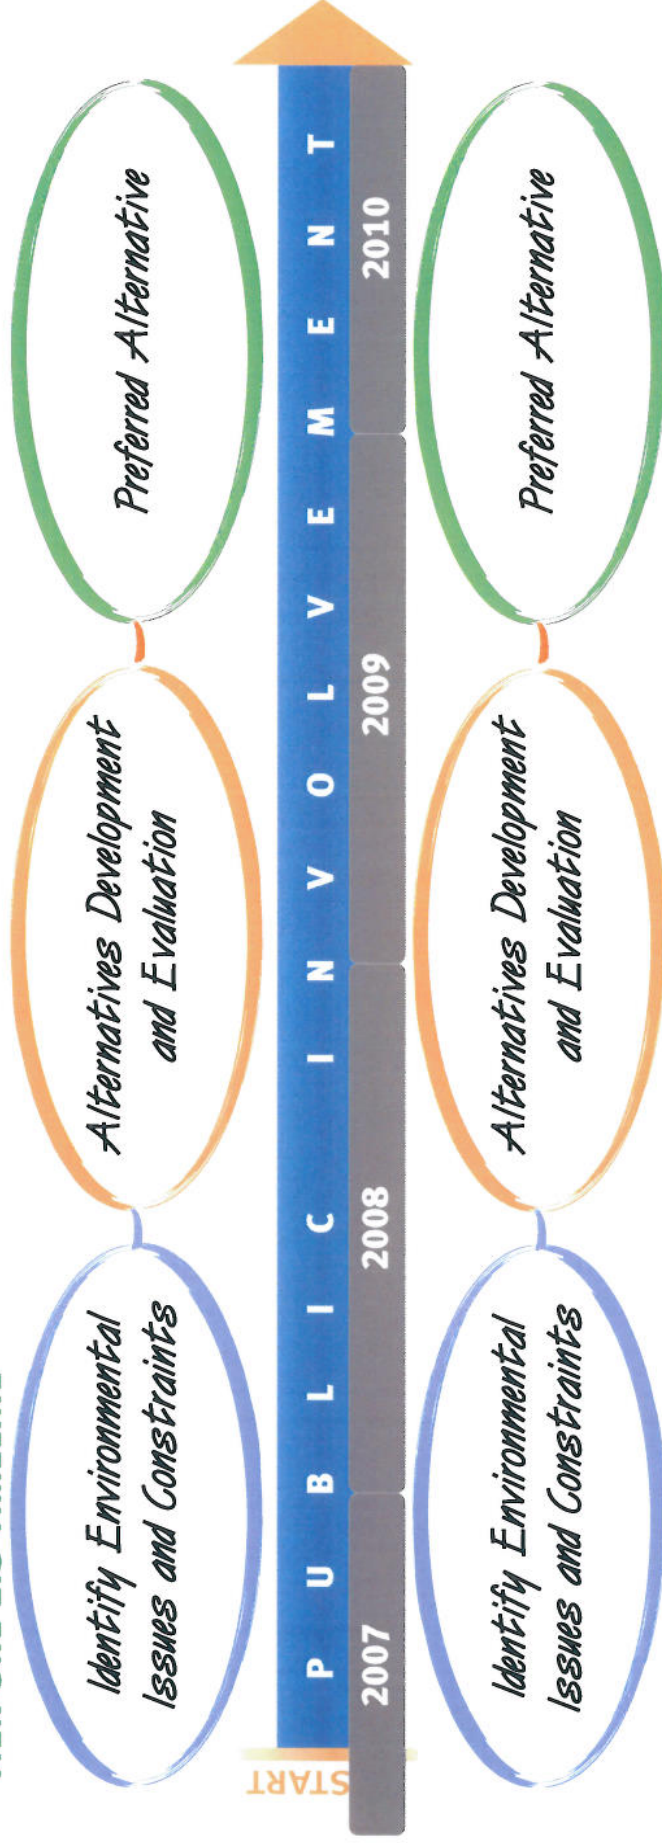 Identify Environmental
Issues and Constraints
Alternatives Development
and Evaluation
Preferred Alternative
START
PUBLIC INVOLVEMENT
2007
2008
2009
2010
Identify Environmental
Issues and Constraints
Alternatives Development
and Evaluation
Preferred Alternative